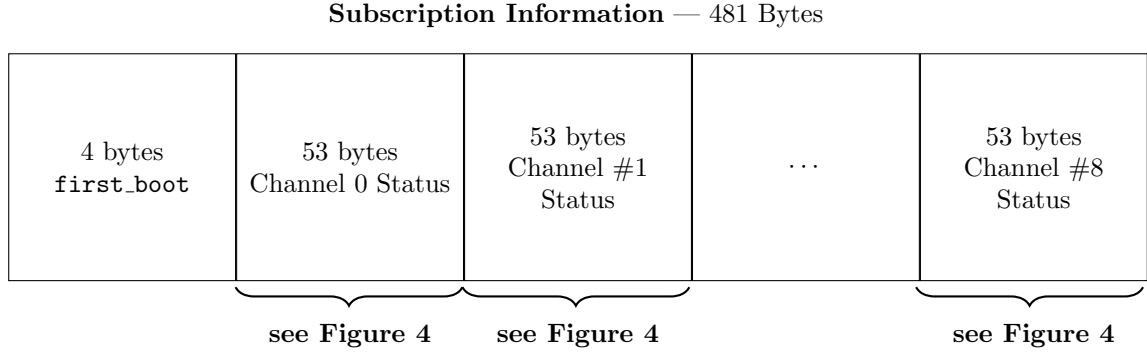 Subscription Information — 481 Bytes
4 bytes
first_boot
53 bytes
Channel 0 Status
53 bytes
Channel #1
Status
...
53 bytes
Channel #8
Status
see Figure 4
see Figure 4
see Figure 4